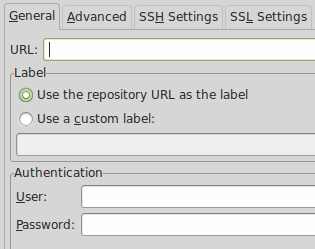 General Advanced SSH Settings SSL Settings
URL:
Label
Use the repository URL as the label
Use a custom label:
Authentication
User:
Password: